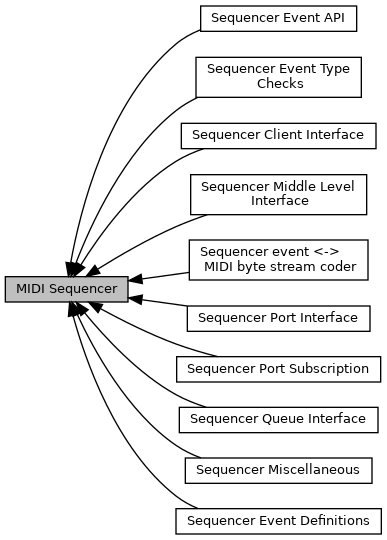 Sequencer Event API
Sequencer Event Type
Checks
Sequencer Client Interface
Sequencer Middle Level
Interface
Sequencer event <->
MIDI byte stream coder
MIDI Sequencer
Sequencer Port Interface
Sequencer Port Subscription
Sequencer Queue Interface
Sequencer Miscellaneous
Sequencer Event Definitions